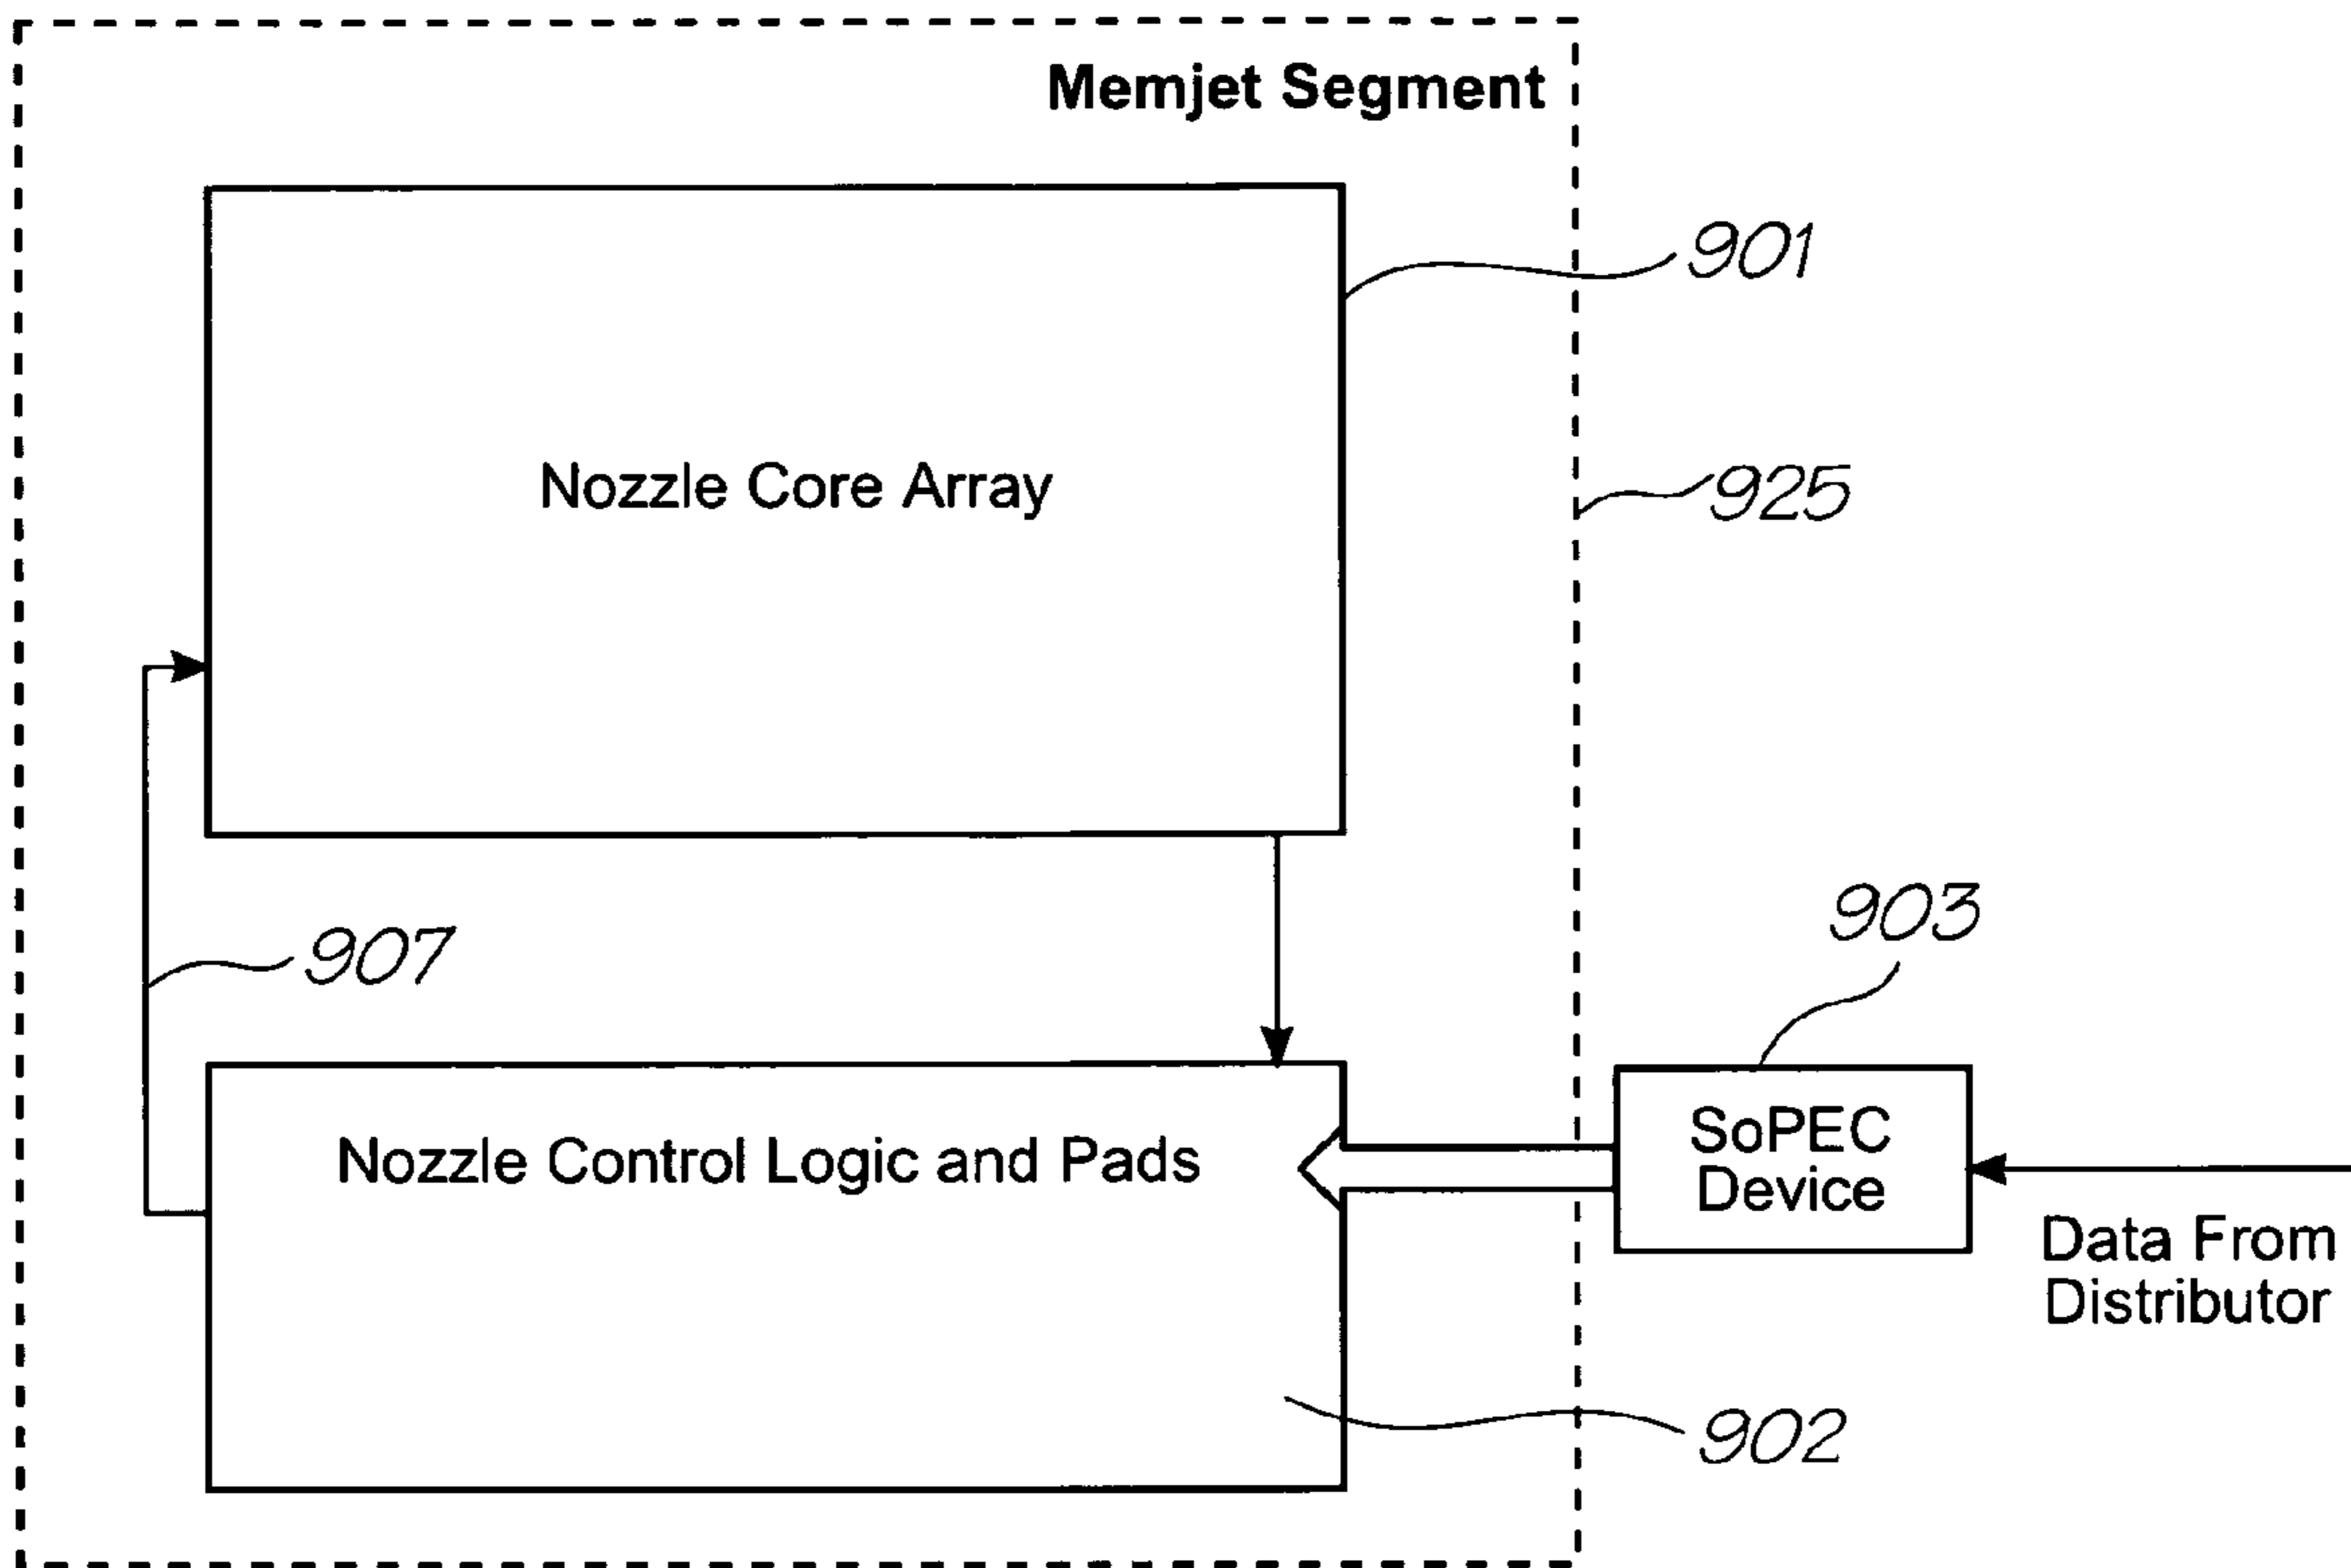 Memjet Segment
901
Nozzle Core Array
925
903
907
SoPEC
Device
Nozzle Control Logic and Pads
Data From
Distributor
902